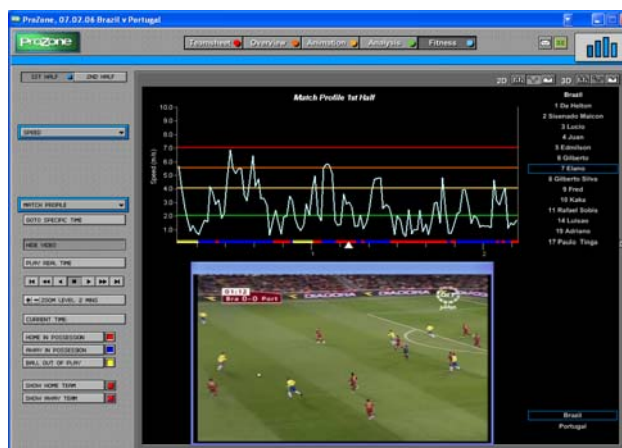 ProZone, 07.02.06 Brazil v Portugal
ProZone
Teamsheet
Overview
Animation
Analysis
Fitness
1ST HALF
2ND HALF
2D
3D
SPEED
MATCH PROFILE
GOTO SPECIFIC TIME
HIDE VIDEO
PLAY REAL TIME
ZOOM LEVEL 2 MINS
CURRENT TIME
HOME IN POSSESSION
AWAY IN POSSESSION
BALL OUT OF PLAY
SHOW HOME TEAM
SHOW AWAY TEAM
Match Profile 1st Half
Speed (m/s)
10.0
9.0
8.0
7.0
6.0
5.0
4.0
3.0
2.0
1.0
1
2
01:12
Bra 0-0 Port
DIADORA
DIADORA
Brazil
1 De Helton
2 Sisenado Maicon
3 Lucio
4 Juan
5 Edmilson
6 Gilberto
7 Elano
8 Gilberto Silva
9 Fred
10 Kaka
11 Rafael Sobis
14 Luisao
19 Adriano
17 Paulo Tinga
Brazil
Portugal